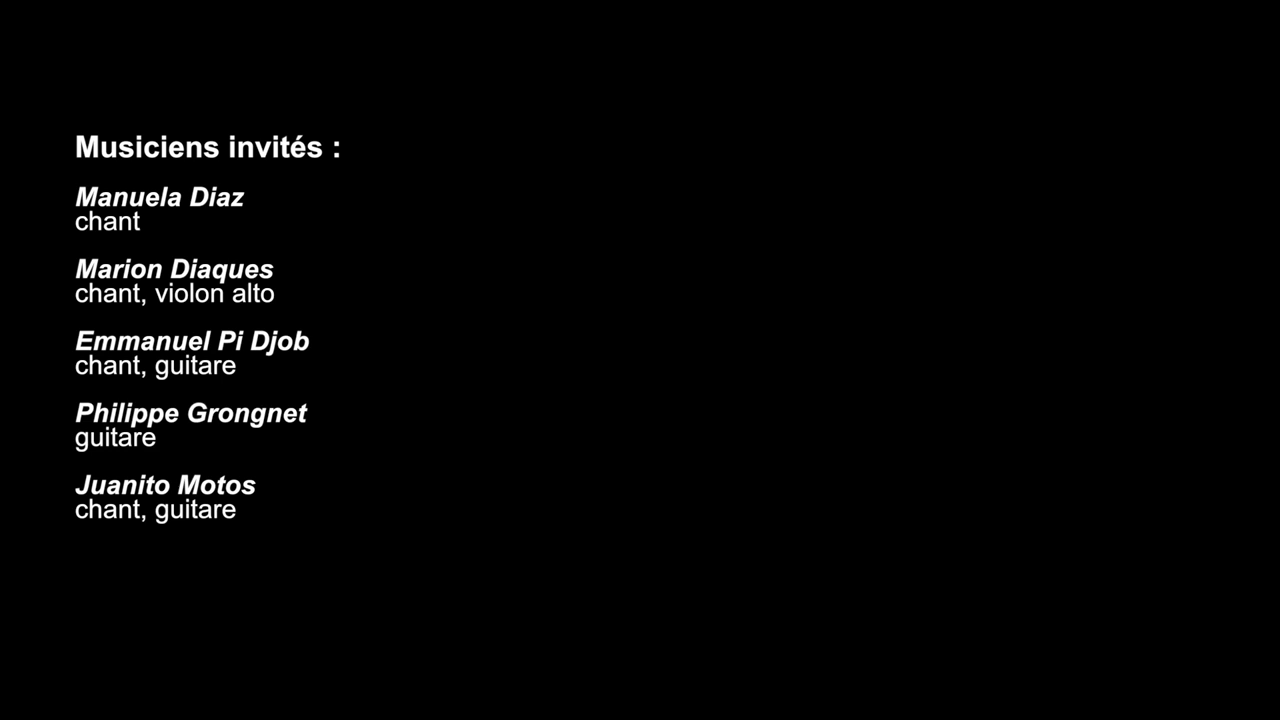 Musiciens invités :
Manuela Diaz
chant
Marion Diaques
chant, violon alto
Emmanuel Pi Djob
chant, guitare
Philippe Grongnet
guitare
Juanito Motos
chant, guitare